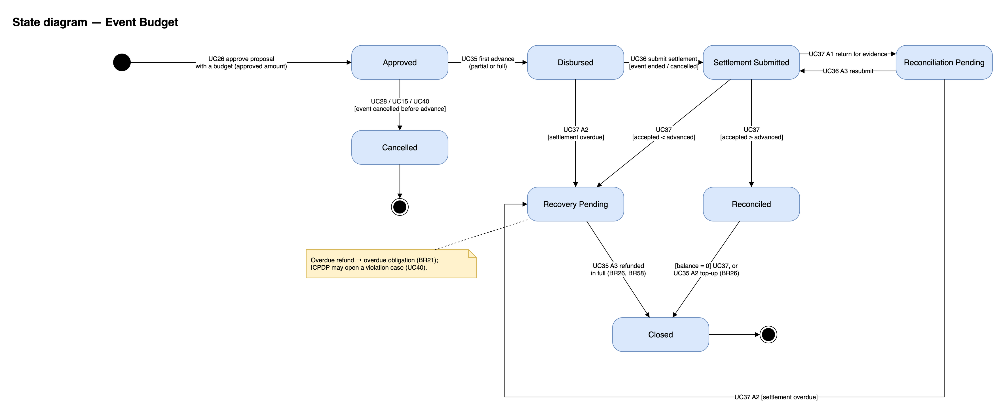 State diagram — Event Budget
UC26 approve proposal
with a budget (approved amount)
Approved
UC35 first advance
(partial or full)
Disbursed
UC36 submit settlement
[event ended / cancelled]
Settlement Submitted
UC37 A1 return for evidence
UC36 A3 resubmit
Reconciliation Pending
UC28 / UC15 / UC40
[event cancelled before advance]
Cancelled
UC37 A2
[settlement overdue]
UC37
[accepted < advanced]
UC37
[accepted ≥ advanced]
Recovery Pending
Reconciled
Overdue refund → overdue obligation (BR21);
ICPDP may open a violation case (UC40).
UC35 A3 refunded
in full (BR26, BR58)
[balance = 0] UC37, or
UC35 A2 top-up (BR26)
Closed
UC37 A2 [settlement overdue]